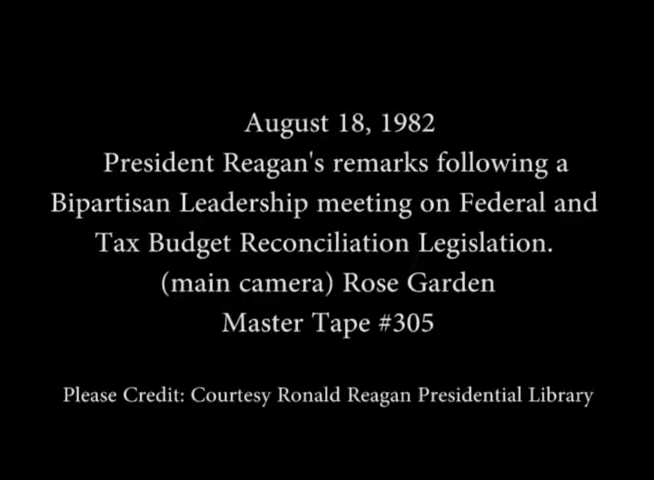 August 18, 1982
President Reagan's remarks following a
Bipartisan Leadership meeting on Federal and
Tax Budget Reconciliation Legislation.
(main camera) Rose Garden
Master Tape #305
Please Credit: Courtesy Ronald Reagan Presidential Library